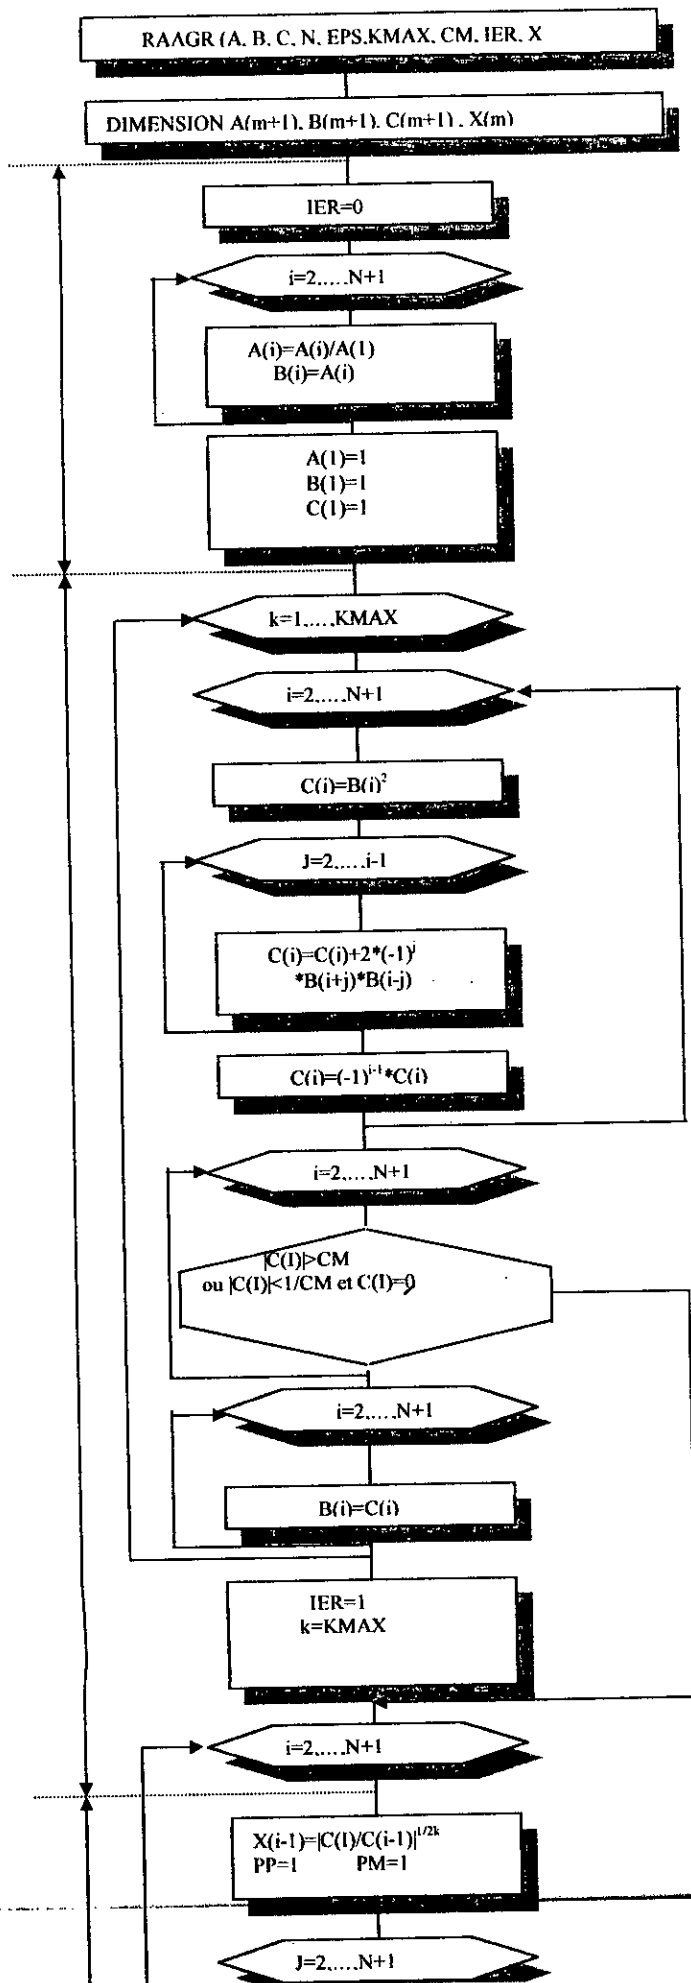 RAAGR (A, B, C, N, EPS,KMAX, CM, IER, X
DIMENSION A(m+1), B(m+1), C(m+1) , X(m)
IER=0
i=2,...,N+1
A(i)=A(i)/A(1)
B(i)=A(i)
A(1)=1
B(1)=1
C(1)=1
k=1,...,KMAX
i=2,...,N+1
C(i)=B(i)²
J=2,...,i-1
C(i)=C(i)+2*(-1)ʲ
*B(i+j)*B(i-j)
C(i)=(-1)ⁱ⁻¹*C(i)
i=2,...,N+1
|C(I)|>CM
ou |C(I)|<1/CM et C(I)=0
i=2,...,N+1
B(i)=C(i)
IER=1
k=KMAX
i=2,...,N+1
X(i-1)=|C(I)/C(i-1)|^1/2k
PP=1 PM=1
J=2,...,N+1